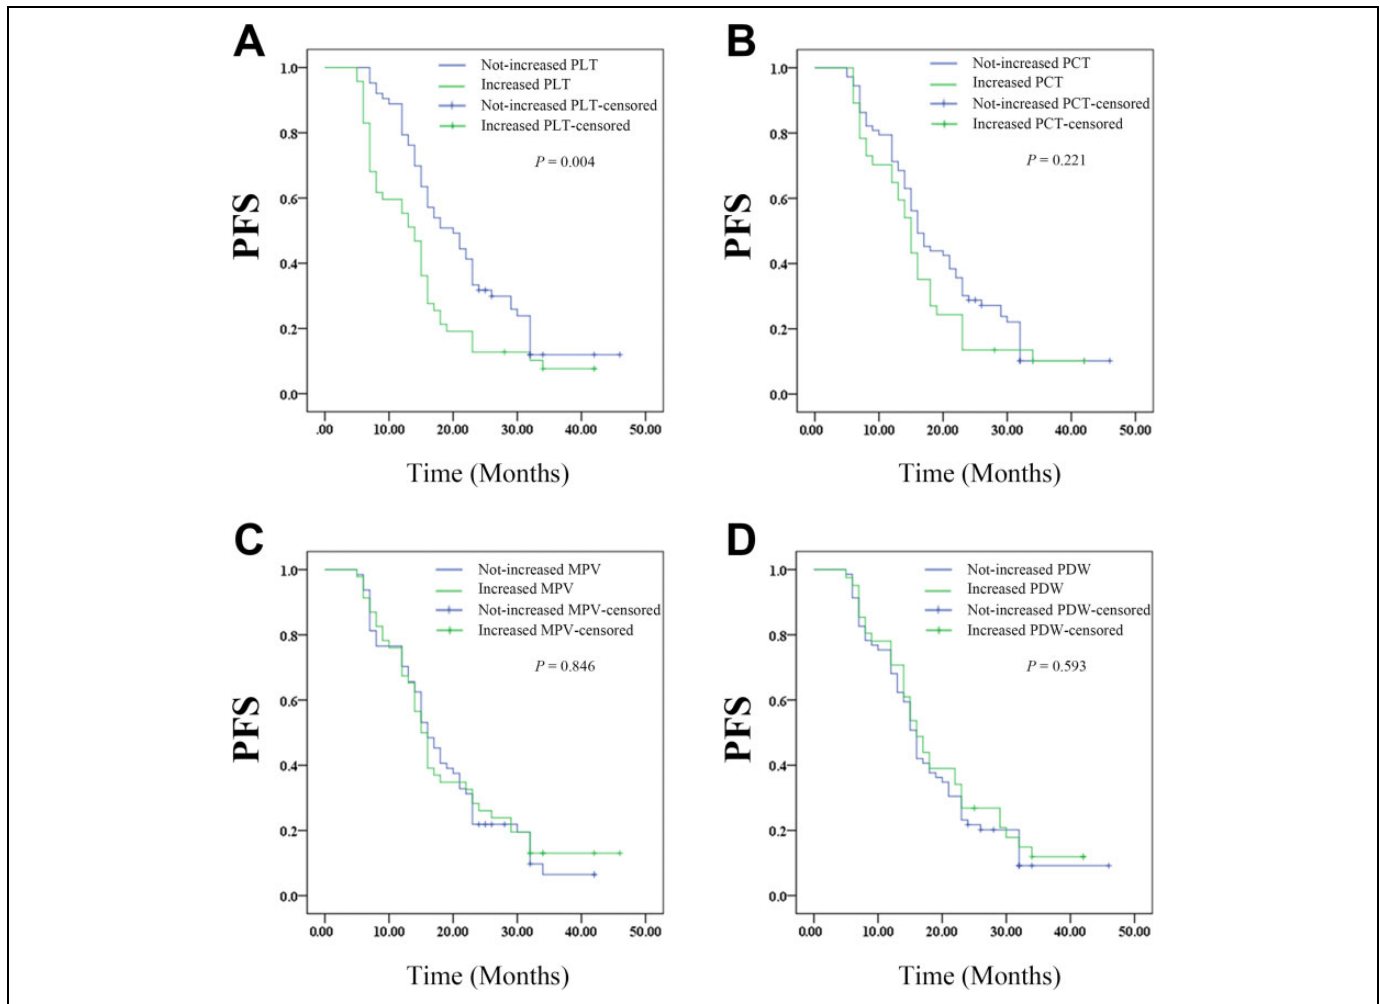 A
Not-increased PLT
Increased PLT
Not-increased PLT-censored
Increased PLT-censored
P = 0.004
1.0
0.8
0.6
0.4
0.2
0.0
PFS
.00 10.00 20.00 30.00 40.00 50.00
Time (Months)
B
Not-increased PCT
Increased PCT
Not-increased PCT-censored
Increased PCT-censored
P = 0.221
1.0
0.8
0.6
0.4
0.2
0.0
PFS
0.00 10.00 20.00 30.00 40.00 50.00
Time (Months)
C
Not-increased MPV
Increased MPV
Not-increased MPV-censored
Increased MPV-censored
P = 0.846
1.0
0.8
0.6
0.4
0.2
0.0
PFS
0.00 10.00 20.00 30.00 40.00 50.00
Time (Months)
D
Not-increased PDW
Increased PDW
Not-increased PDW-censored
Increased PDW-censored
P = 0.593
1.0
0.8
0.6
0.4
0.2
0.0
PFS
0.00 10.00 20.00 30.00 40.00 50.00
Time (Months)